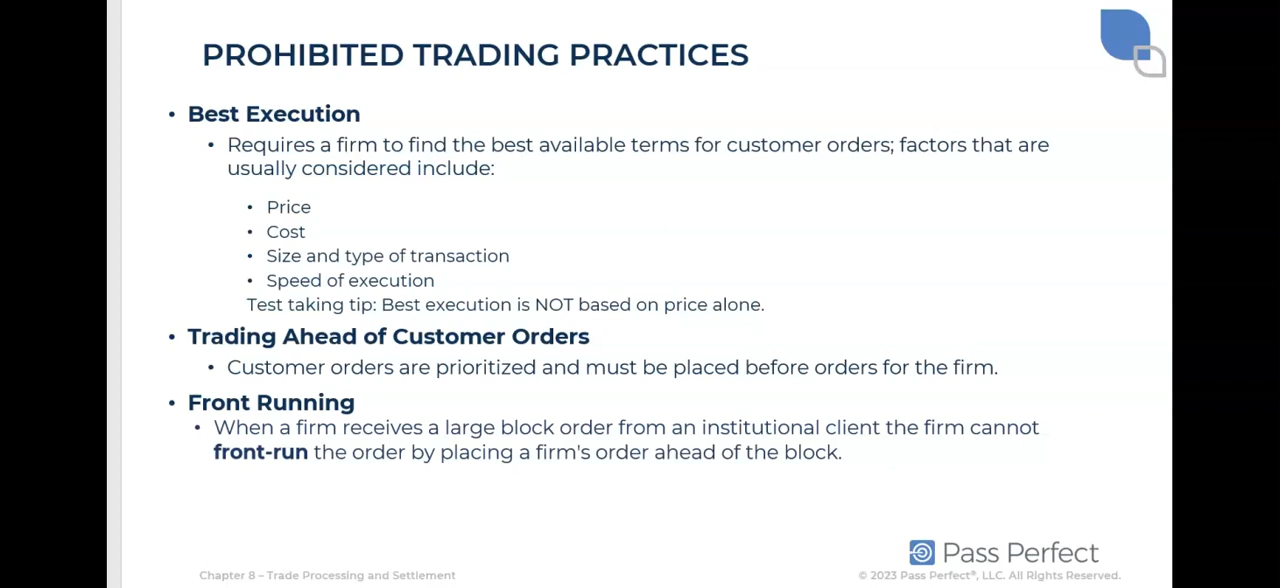 PROHIBITED TRADING PRACTICES
• Best Execution
• Requires a firm to find the best available terms for customer orders; factors that are
usually considered include:
• Price
• Cost
• Size and type of transaction
• Speed of execution
Test taking tip: Best execution is NOT based on price alone.
• Trading Ahead of Customer Orders
• Customer orders are prioritized and must be placed before orders for the firm.
• Front Running
• When a firm receives a large block order from an institutional client the firm cannot
front-run the order by placing a firm's order ahead of the block.
Pass Perfect
Chapter 8 – Trade Processing and Settlement
© 2023 Pass Perfect®, LLC. All Rights Reserved.